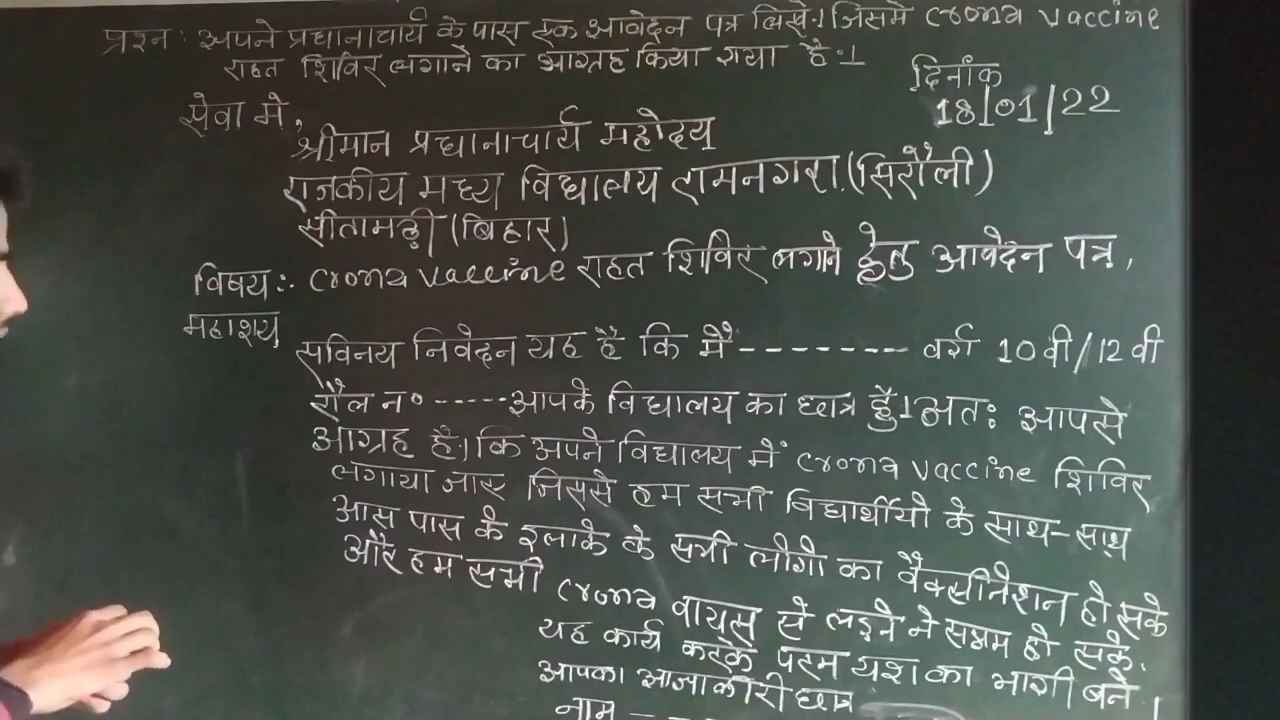 प्रश्न: अपने प्रधानाचार्य के पास एक आवेदन पत्र लिखे। जिसमे crona vaccine
राहत शिविर लगाने का आग्रह किया गया है।
दिनांक
18/01/22
सेवा मे,
श्रीमान प्रधानाचार्य महोदय
राजकीय मध्य विद्यालय रामनगरा (सिरौली)
सीतामढ़ी (बिहार)
विषय:- crona vaccine राहत शिविर लगाने हेतु आवेदन पत्र,
महाशय,
सविनय निवेदन यह है कि मैं -------- वर्ग 10वी/12वी
रौल न० -----आपके विद्यालय का छात्र हुँ। अतः आपसे
आग्रह है। कि अपने विद्यालय में crona vaccine शिविर
लगाया जाए जिससे हम सभी विद्यार्थीयो के साथ-साथ
आस पास के इलाके के सभी लोगो का वैक्सीनेशन हो सके
और हम सभी crona वायस से लड़ने ने सक्षम हो सकें.
यह कार्य करके परम यश का भागी बने।
आपका आज्ञाकारी छात्र
नाम - --